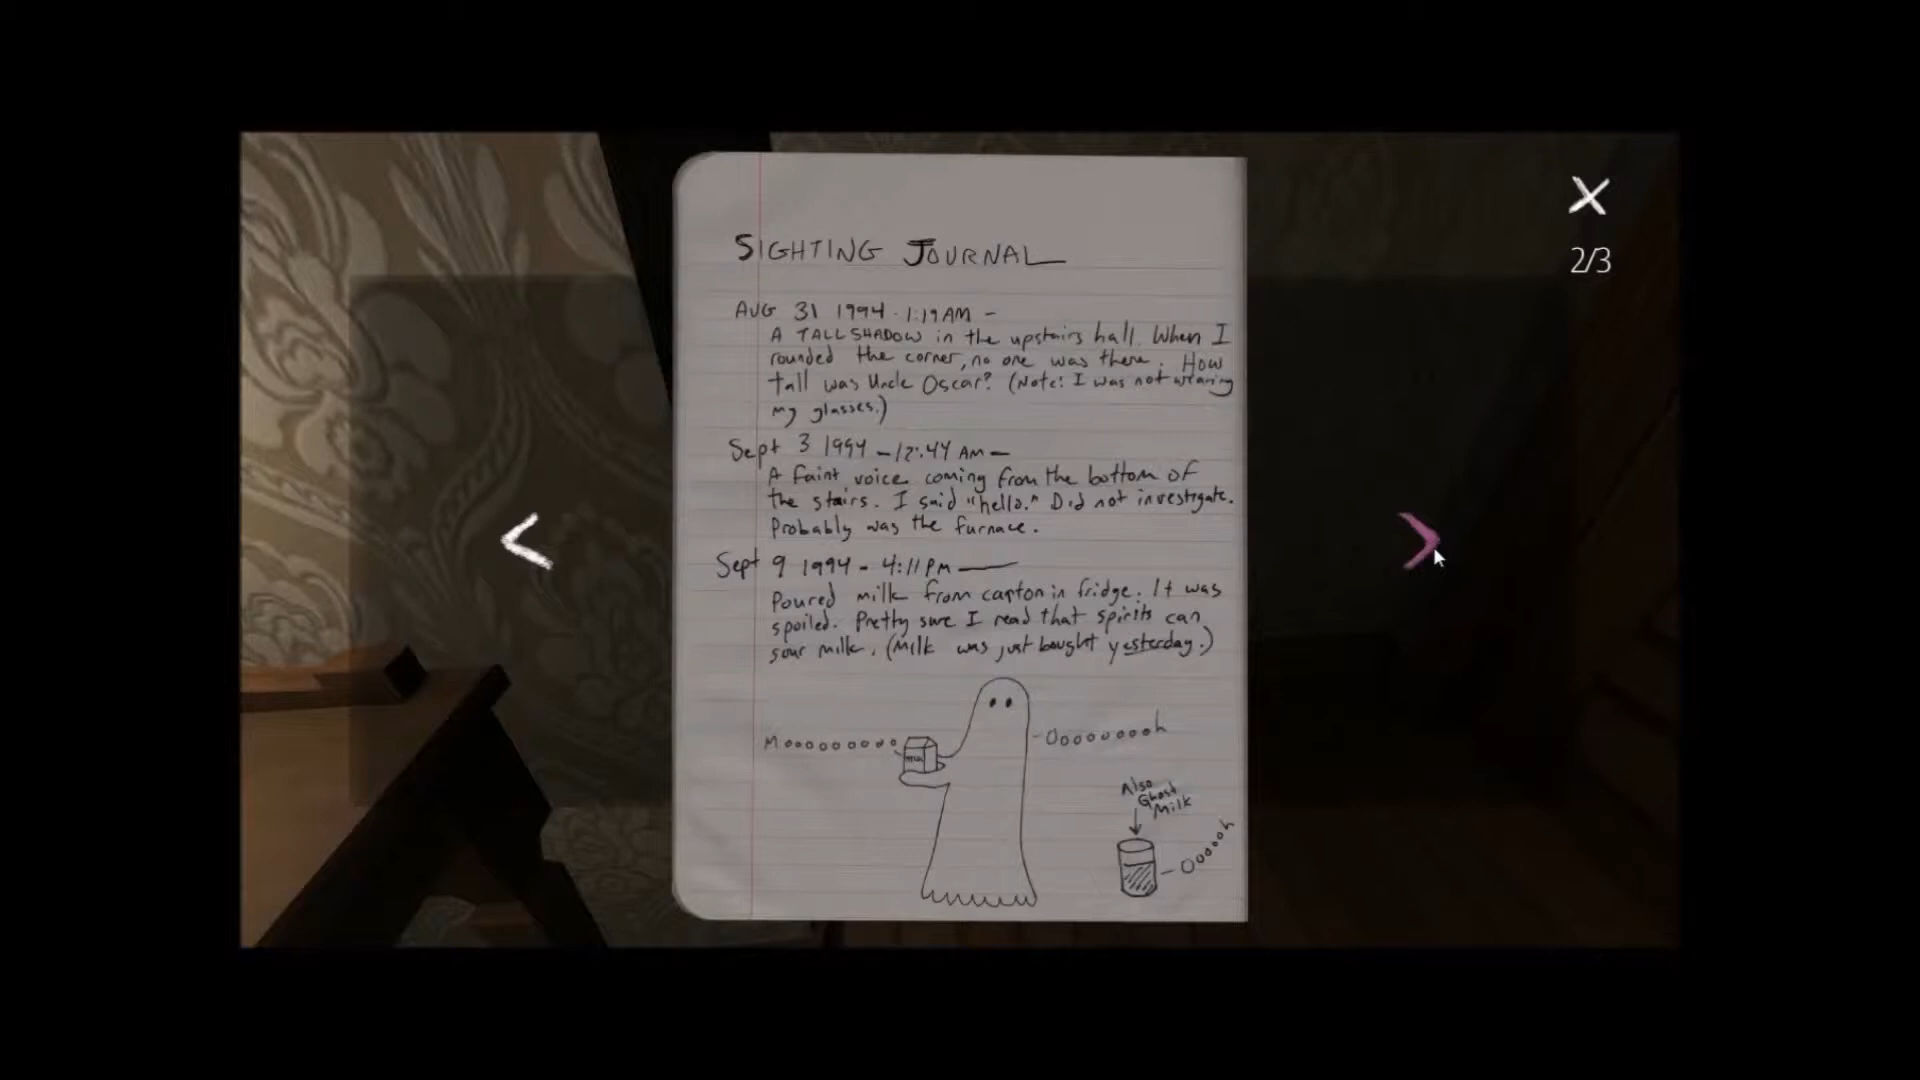 SIGHTING JOURNAL
2/3
AUG 31 1994 - 1:19 AM -
A TALL SHADOW in the upstairs hall. When I
rounded the corner, no one was there. How
tall was Uncle Oscar? (Note: I was not wearing
my glasses.)
Sept 3 1994 - 12:44 AM -
A faint voice coming from the bottom of
the stairs. I said "hello." Did not investigate.
Probably was the furnace.
Sept 9 1994 - 4:11 PM
Poured milk from carton in fridge. It was
spoiled. Pretty sure I read that spirits can
sour milk. (Milk was just bought yesterday.)
Mooooooooo
MILK
-Oooooooooh
Also
Ghost
Milk
- Oooooh